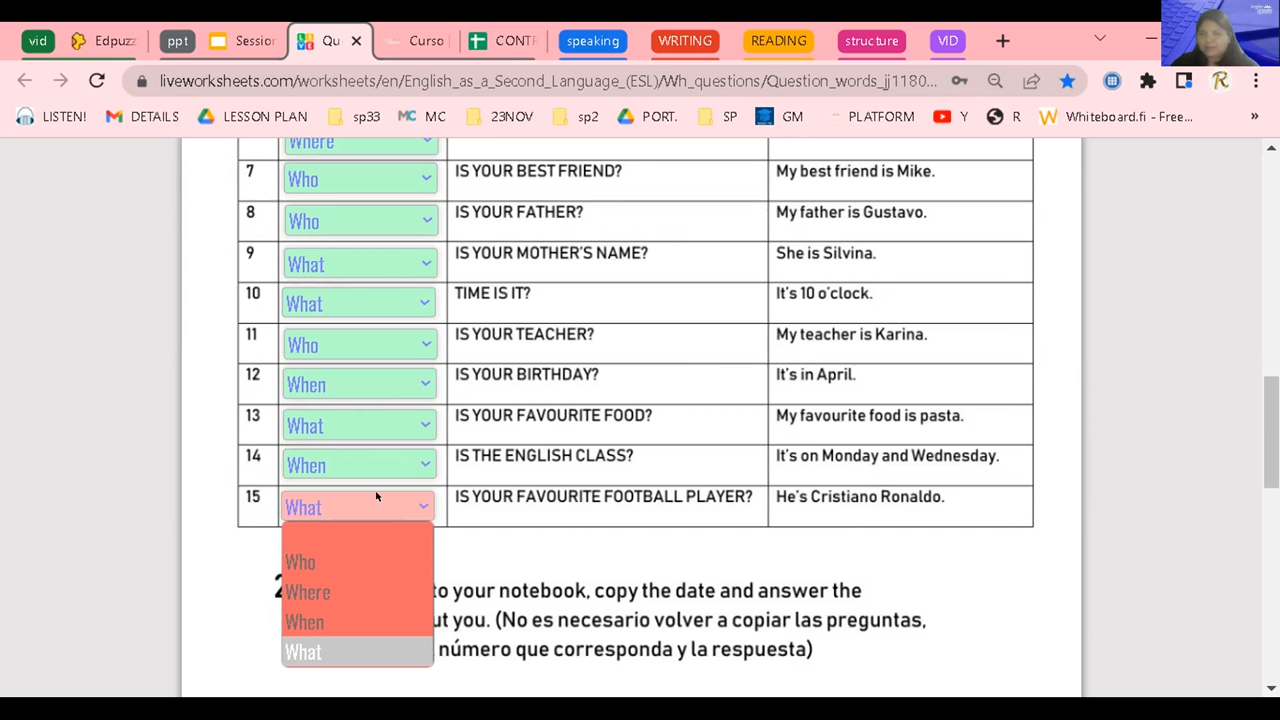 vid
Edpuzz
ppt
Session
Qu
Curso
CONTR
speaking
WRITING
READING
structure
VID
liveworksheets.com/worksheets/en/English_as_a_Second_Language_(ESL)/Wh_questions/Question_words_jj1180...
LISTEN!
DETAILS
LESSON PLAN
sp33
MC MC
23NOV
sp2
PORT.
SP
GM
PLATFORM
Y
R
Whiteboard.fi - Free...
»
Where
7 Who IS YOUR BEST FRIEND? My best friend is Mike.
8 Who IS YOUR FATHER? My father is Gustavo.
9 What IS YOUR MOTHER'S NAME? She is Silvina.
10 What TIME IS IT? It's 10 o'clock.
11 Who IS YOUR TEACHER? My teacher is Karina.
12 When IS YOUR BIRTHDAY? It's in April.
13 What IS YOUR FAVOURITE FOOD? My favourite food is pasta.
14 When IS THE ENGLISH CLASS? It's on Monday and Wednesday.
15 What IS YOUR FAVOURITE FOOTBALL PLAYER? He's Cristiano Ronaldo.
Who
Where
When
What
to your notebook, copy the date and answer the
ut you. (No es necesario volver a copiar las preguntas,
número que corresponda y la respuesta)